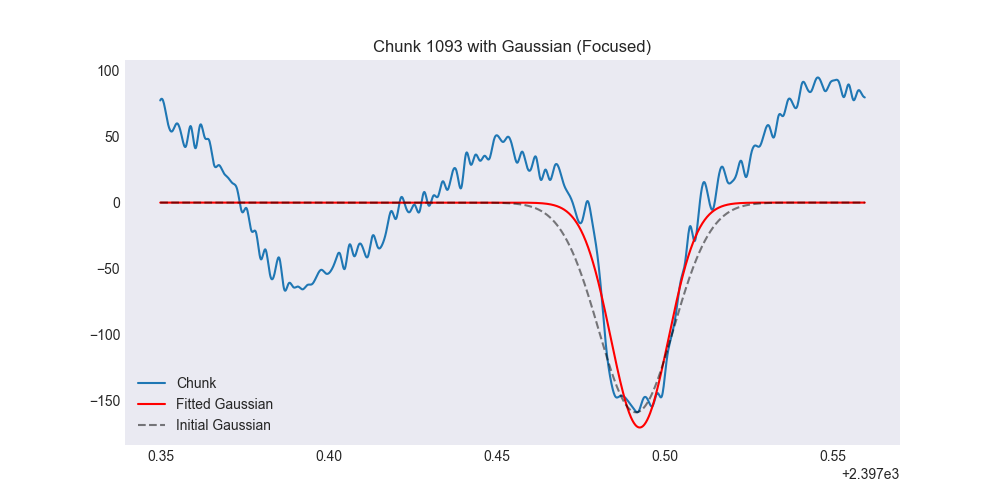 Chunk 1093 with Gaussian (Focused)
100
50
0
−50
−100
−150
Chunk
Fitted Gaussian
Initial Gaussian
0.35 0.40 0.45 0.50 0.55
+2.397e3